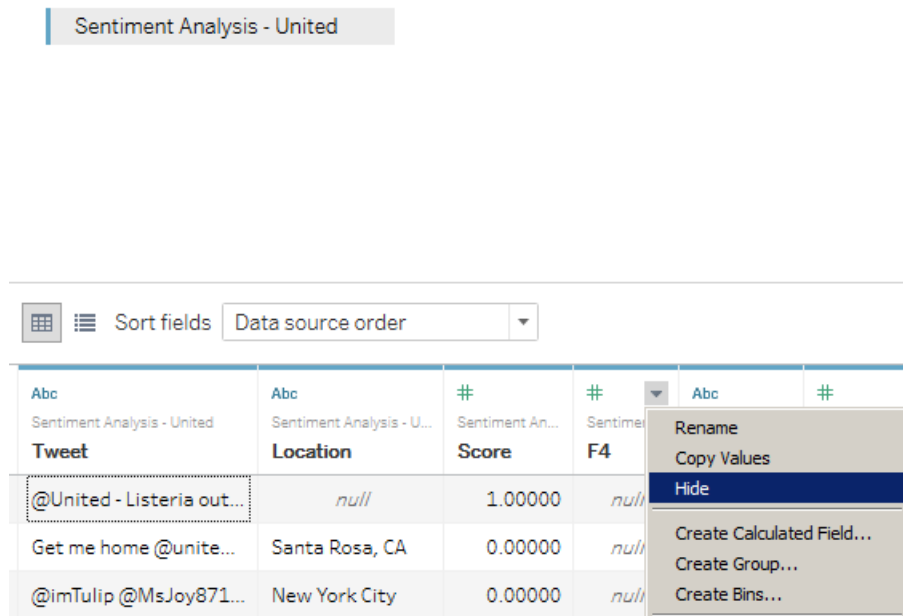 Sentiment Analysis - United
Sort fields Data source order
Abc Abc # # Abc #
Sentiment Analysis - United Sentiment Analysis - U... Sentiment An...
Tweet Location Score F4
Rename
Copy Values
Hide
@United - Listeria out... null 1.00000
Create Calculated Field...
Get me home @unite... Santa Rosa, CA 0.00000
Create Group...
@imTulip @MsJoy871... New York City 0.00000
Create Bins...